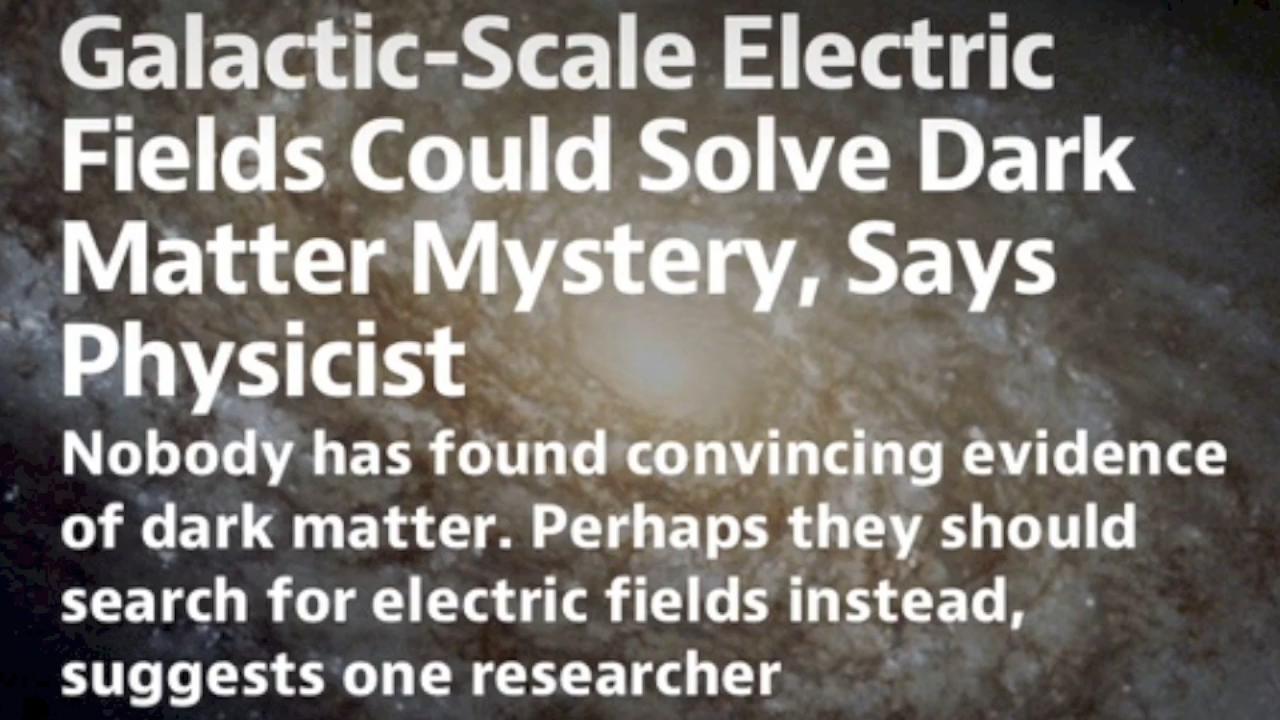 Galactic-Scale Electric
Fields Could Solve Dark
Matter Mystery, Says
Physicist
Nobody has found convincing evidence
of dark matter. Perhaps they should
search for electric fields instead,
suggests one researcher